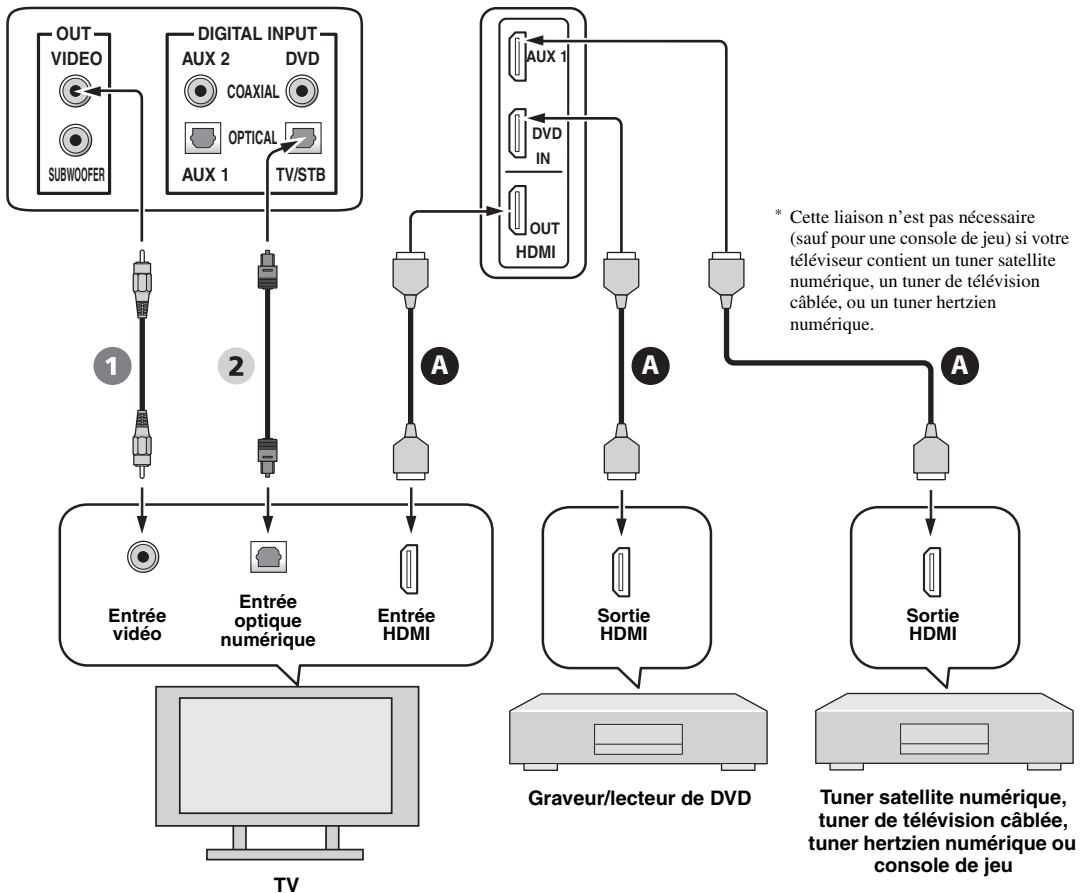 OUT
VIDEO
SUBWOOFER
DIGITAL INPUT
AUX 2
DVD
COAXIAL
OPTICAL
AUX 1
TV/STB
AUX 1
DVD
IN
OUT
HDMI
* Cette liaison n'est pas nécessaire
(sauf pour une console de jeu) si votre
téléviseur contient un tuner satellite
numérique, un tuner de télévision
câblée, ou un tuner hertzien
numérique.
1
2
A
A
A
Entrée
vidéo
Entrée
optique
numérique
Entrée
HDMI
Sortie
HDMI
Sortie
HDMI
TV
Graveur/lecteur de DVD
Tuner satellite numérique,
tuner de télévision câblée,
tuner hertzien numérique ou
console de jeu